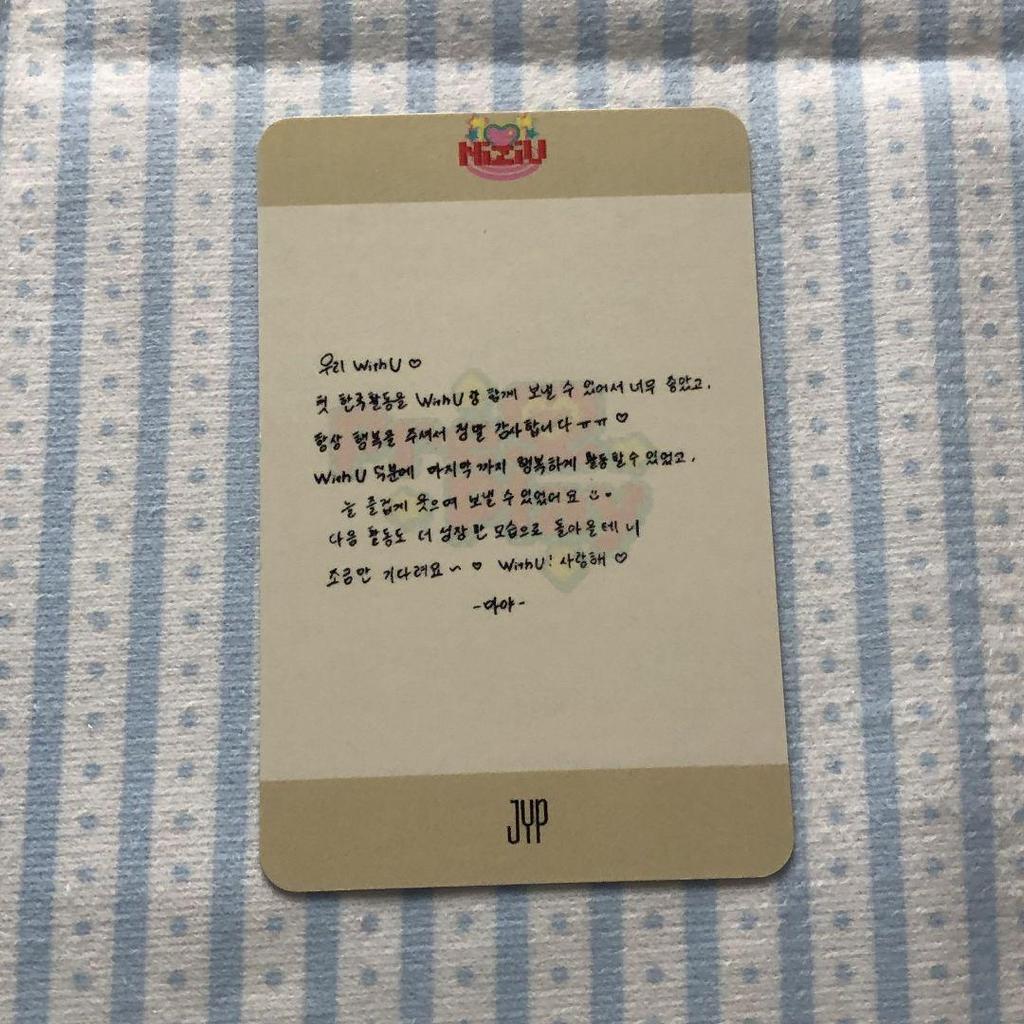 NiziU
우리 WithU ♡
첫 한국활동을 WithU랑 함께 보낼 수 있어서 너무 좋았고,
항상 행복을 주셔서 정말 감사합니다 ㅠㅠ ♡
WithU 덕분에 마지막까지 행복하게 활동할 수 있었고,
늘 즐겁게 웃으며 보낼 수 있었어요
다음 활동도 더 성장한 모습으로 돌아올테니
조금만 기다려요~ ♡ WithU! 사랑해 ♡
-마야-
JYP